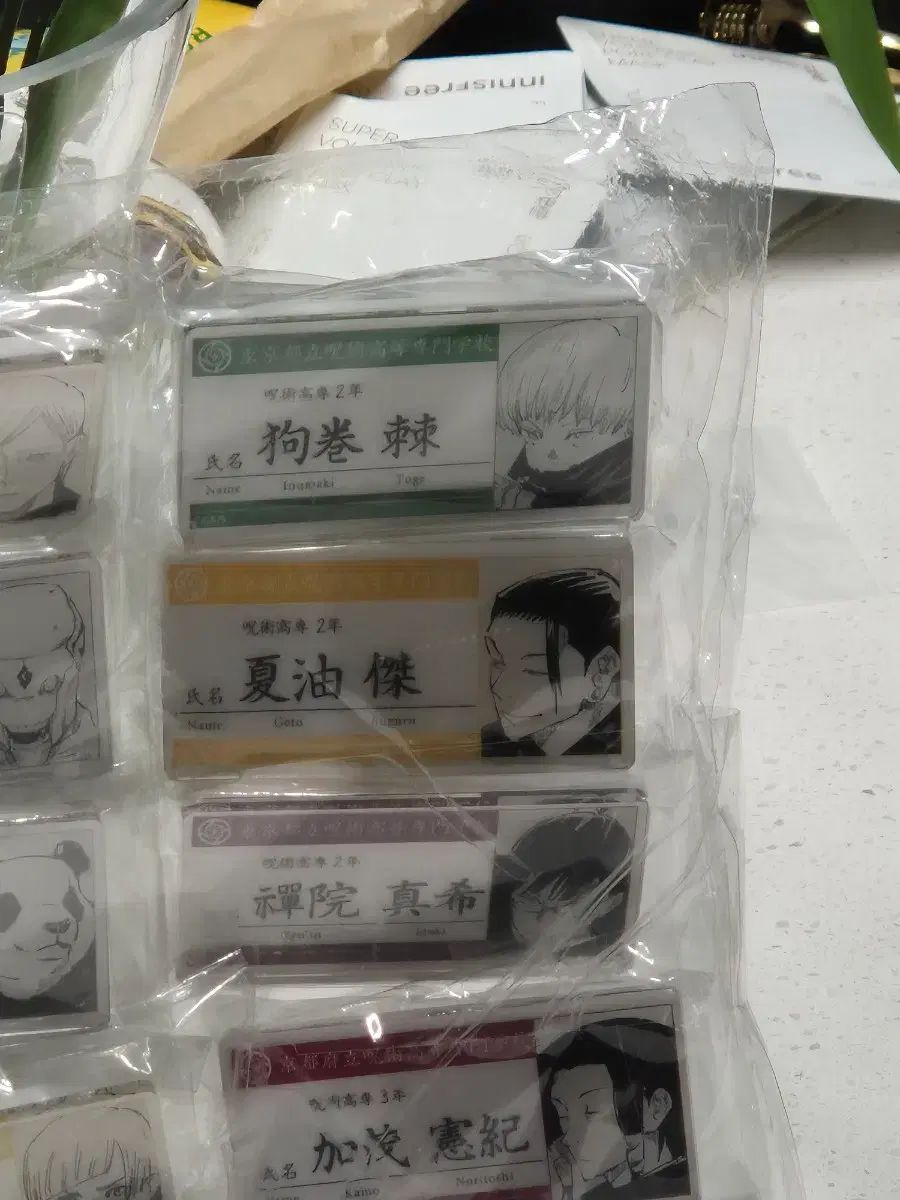 innisfree
SUPER
東京都立呪術高等専門学校
呪術高専 2年
氏名 狗巻 棘
Name Inumaki Toge
呪術高専 2年
氏名 夏油 傑
Name Geto Suguru
呪術高専 2年
禪院 真希
京都府立呪術高等専門学校
呪術高専 3年
氏名 加茂 憲紀
Name Kamo Noritoshi